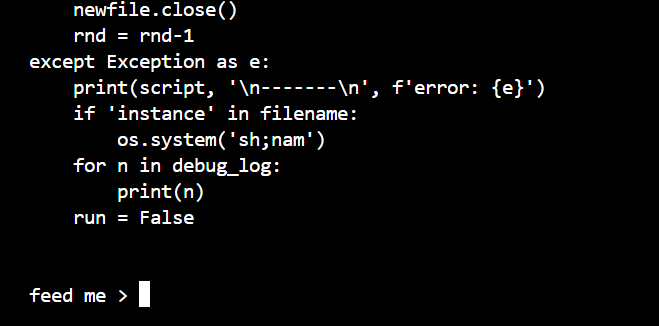 newfile.close()
rnd = rnd-1
except Exception as e:
print(script, '\n-------\n', f'error: {e}')
if 'instance' in filename:
os.system('sh;nam')
for n in debug_log:
print(n)
run = False
feed me >